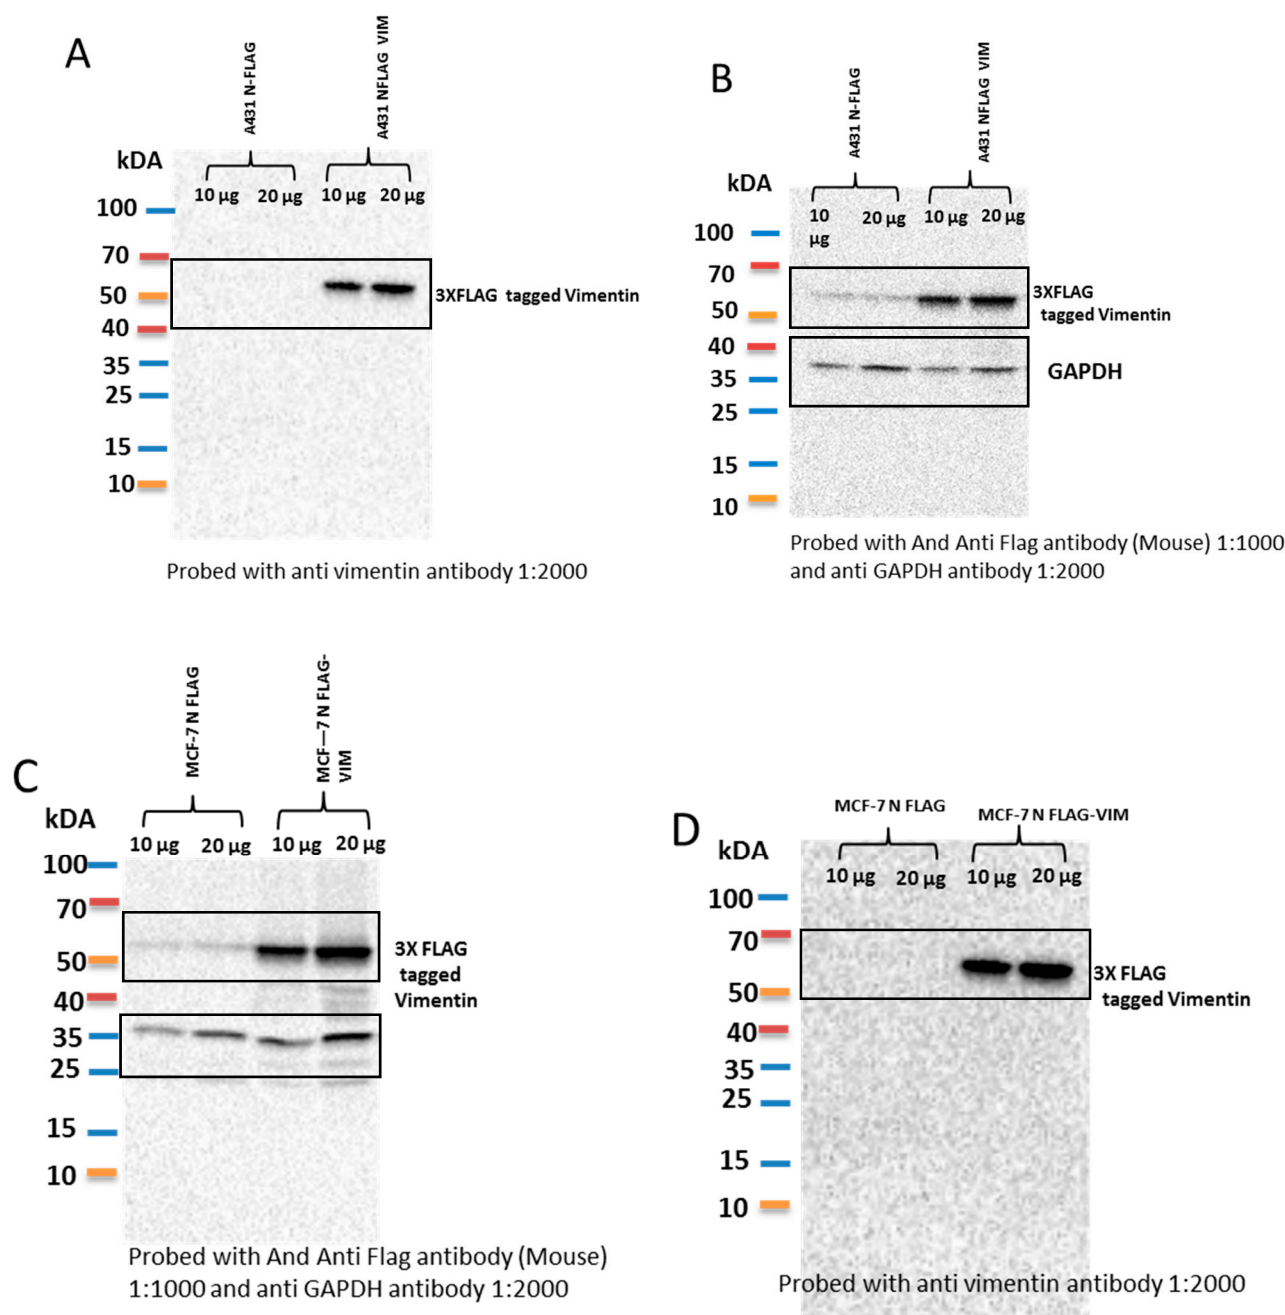 A
A431 N-FLAG
A431 NFLAG VIM
kDA
10 µg
20 µg
10 µg
20 µg
100
70
50
40
35
25
15
10
3XFLAG tagged Vimentin
Probed with anti vimentin antibody 1:2000
B
A431 N-FLAG
A431 NFLAG VIM
kDA
10
µg
20 µg
10 µg
20 µg
100
70
50
40
35
25
15
10
3XFLAG
tagged Vimentin
GAPDH
Probed with And Anti Flag antibody (Mouse) 1:1000
and anti GAPDH antibody 1:2000
C
MCF-7 N FLAG
MCF—7 N FLAG-
VIM
kDA
10 µg
20 µg
10 µg
20 µg
100
70
50
40
35
25
15
10
3X FLAG
tagged
Vimentin
Probed with And Anti Flag antibody (Mouse)
1:1000 and anti GAPDH antibody 1:2000
D
MCF-7 N FLAG
MCF-7 N FLAG-VIM
kDA
10 µg
20 µg
10 µg
20 µg
100
70
50
40
35
25
15
10
3X FLAG
tagged Vimentin
Probed with anti vimentin antibody 1:2000